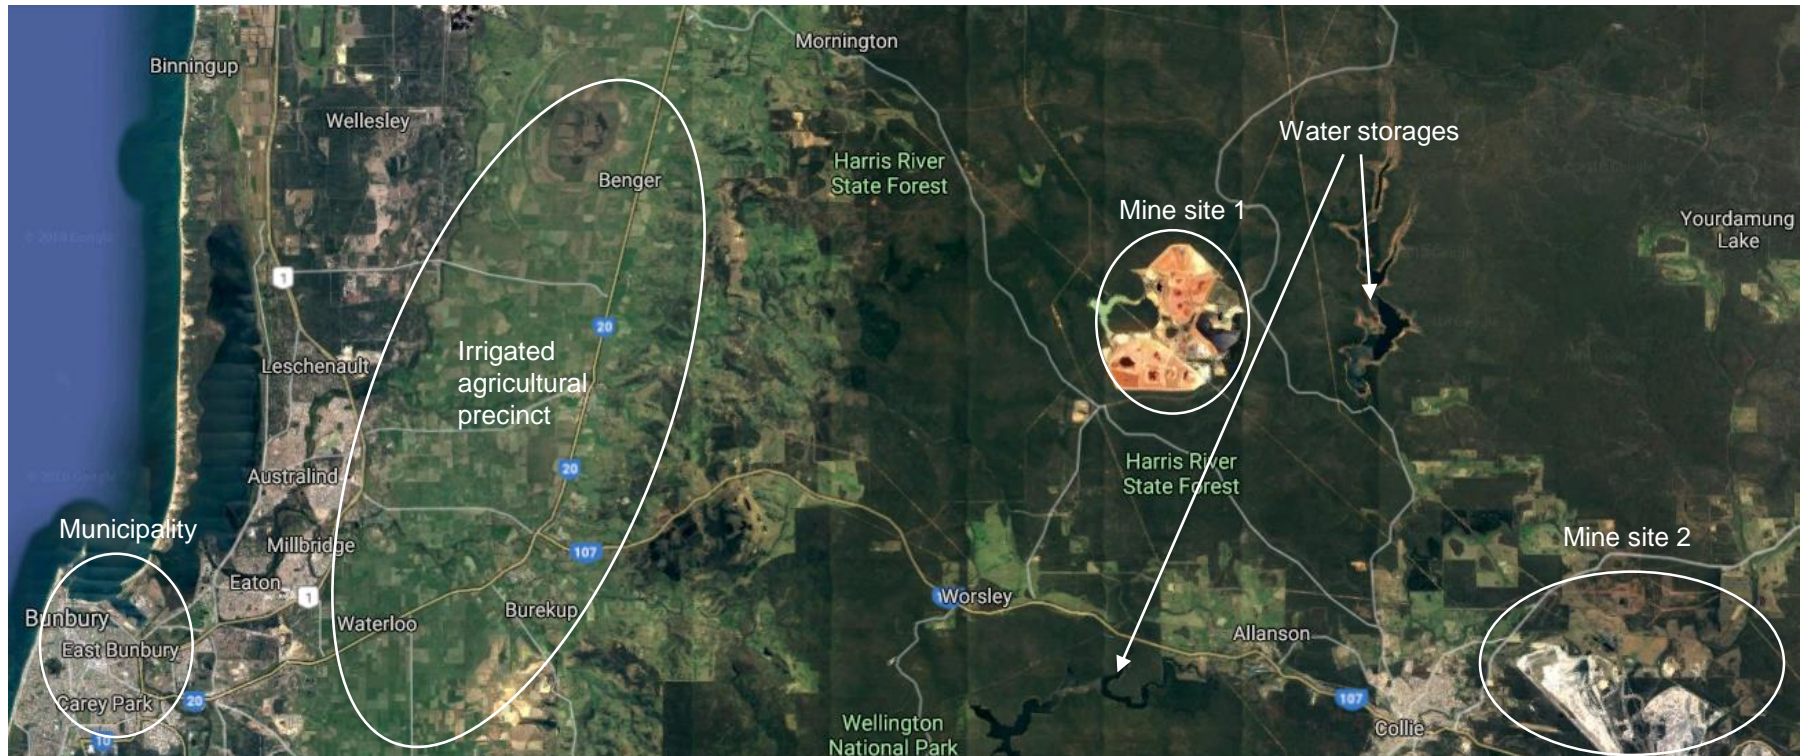 Mornington
Binningup
Wellesley
Water storages
Harris River
State Forest
Benger
Mine site 1
Yourdamung
Lake
1
20
Irrigated
agricultural
precinct
Leschenault
Harris River
State Forest
20
Australind
Municipality
Mine site 2
Millbridge
107
Eaton
1
Worsley
Bunbury
Waterloo
Burekup
Allanson
East Bunbury
20
Carey Park
107
Wellington
National Park
Collie
10